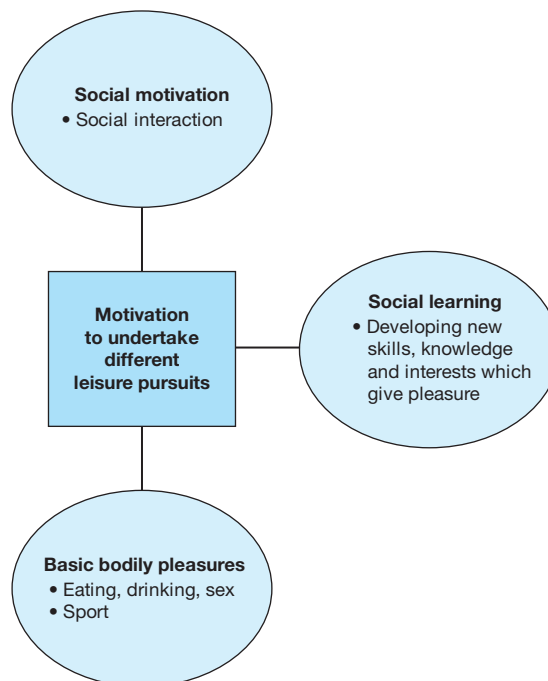 Social motivation
• Social interaction
Motivation
to undertake
different
leisure pursuits
Social learning
• Developing new
skills, knowledge
and interests which
give pleasure
Basic bodily pleasures
• Eating, drinking, sex
• Sport